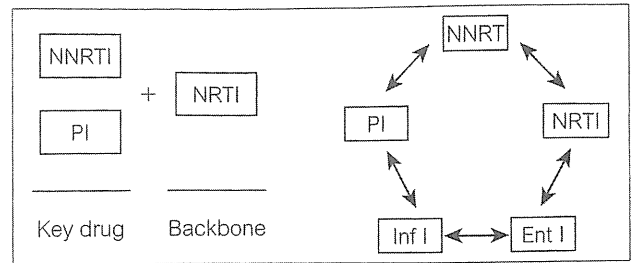 NNRTI
+
NRTI
PI
Key drug
Backbone
NNRT
PI
NRTI
Inf I
Ent I